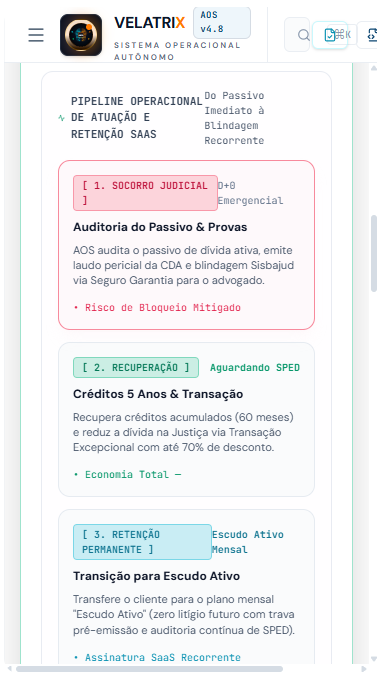 VELATRIX
AOS
v4.8
SISTEMA OPERACIONAL
AUTÔNOMO
⌘K
PIPELINE OPERACIONAL
DE ATUAÇÃO E
RETENÇÃO SAAS
Do Passivo
Imediato à
Blindagem
Recorrente
[ 1. SOCORRO JUDICIAL
]
D+0
Emergencial
Auditoria do Passivo & Provas
AOS audita o passivo de dívida ativa, emite
laudo pericial da CDA e blindagem Sisbajud
via Seguro Garantia para o advogado.
• Risco de Bloqueio Mitigado
[ 2. RECUPERAÇÃO ]
Aguardando SPED
Créditos 5 Anos & Transação
Recupera créditos acumulados (60 meses)
e reduz a dívida na Justiça via Transação
Excepcional com até 70% de desconto.
• Economia Total —
[ 3. RETENÇÃO
PERMANENTE ]
Escudo Ativo
Mensal
Transição para Escudo Ativo
Transfere o cliente para o plano mensal
"Escudo Ativo" (zero litígio futuro com trava
pré-emissão e auditoria contínua de SPED).
• Assinatura SaaS Recorrente